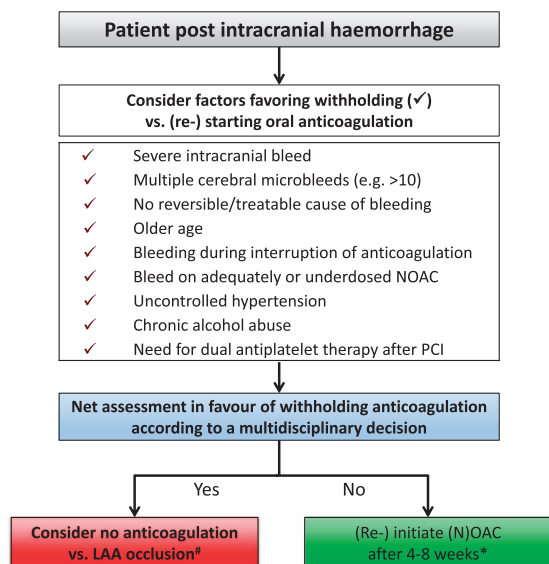 Patient post intracranial haemorrhage
Consider factors favoring withholding (✓)
vs. (re-) starting oral anticoagulation
✓ Severe intracranial bleed
✓ Multiple cerebral microbleeds (e.g. >10)
✓ No reversible/treatable cause of bleeding
✓ Older age
✓ Bleeding during interruption of anticoagulation
✓ Bleed on adequately or underdosed NOAC
✓ Uncontrolled hypertension
✓ Chronic alcohol abuse
✓ Need for dual antiplatelet therapy after PCI
Net assessment in favour of withholding anticoagulation
according to a multidisciplinary decision
Yes
No
Consider no anticoagulation
vs. LAA occlusion#
(Re-) initiate (N)OAC
after 4-8 weeks*